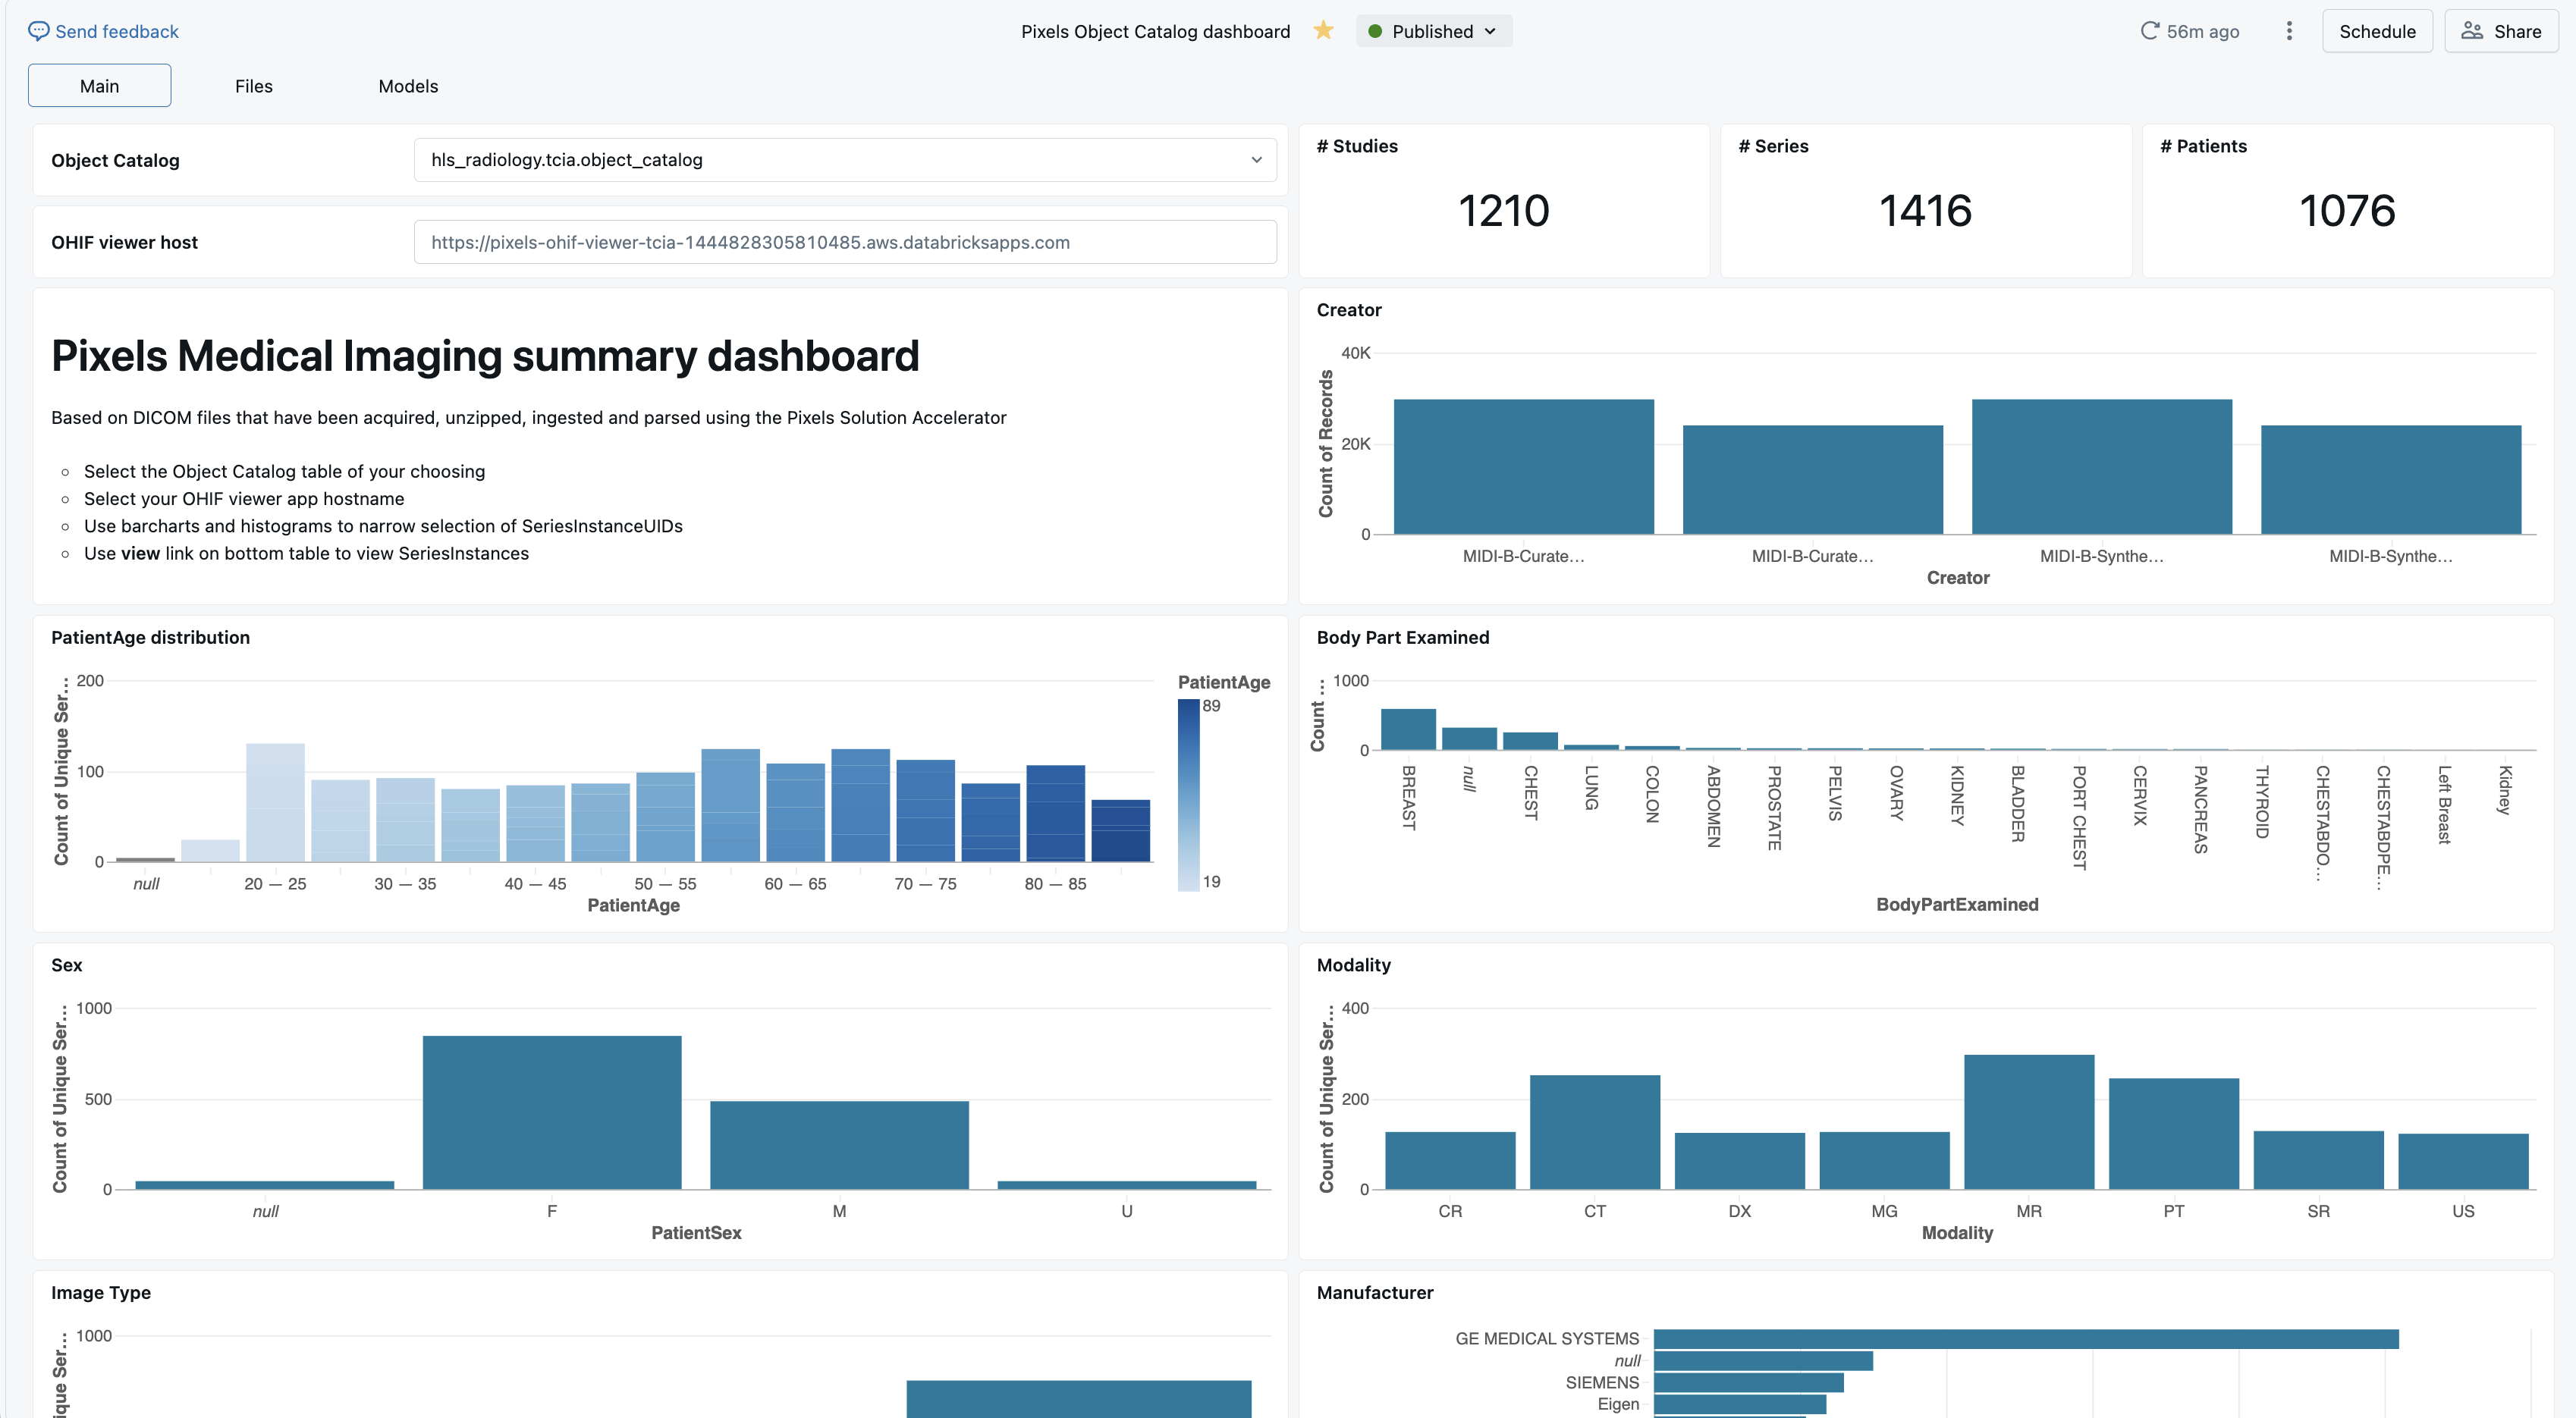 Send feedback
Pixels Object Catalog dashboard
Published
56m ago
Schedule
Share
Main
Files
Models
Object Catalog
hls_radiology.tcia.object_catalog
OHIF viewer host
https://pixels-ohif-viewer-tcia-1444828305810485.aws.databricksapps.com
# Studies
1210
# Series
1416
# Patients
1076
Pixels Medical Imaging summary dashboard
Based on DICOM files that have been acquired, unzipped, ingested and parsed using the Pixels Solution Accelerator
Select the Object Catalog table of your choosing
Select your OHIF viewer app hostname
Use barcharts and histograms to narrow selection of SeriesInstanceUIDs
Use view link on bottom table to view SeriesInstances
Creator
Count of Records
40K
20K
0
MIDI-B-Curate…
MIDI-B-Curate…
MIDI-B-Synthe…
MIDI-B-Synthe…
Creator
PatientAge distribution
Count of Unique Ser…
200
100
0
null
20 — 25
30 — 35
40 — 45
50 — 55
60 — 65
70 — 75
80 — 85
PatientAge
PatientAge
89
19
Body Part Examined
Count …
1000
0
BREAST
null
CHEST
LUNG
COLON
ABDOMEN
PROSTATE
PELVIS
OVARY
KIDNEY
BLADDER
PORT CHEST
CERVIX
PANCREAS
THYROID
CHESTABDO…
CHESTABDPE…
Left Breast
Kidney
BodyPartExamined
Sex
Count of Unique Ser…
1000
500
0
null
F
M
U
PatientSex
Modality
Count of Unique Ser…
400
200
0
CR
CT
DX
MG
MR
PT
SR
US
Modality
Image Type
ique Ser…
1000
Manufacturer
GE MEDICAL SYSTEMS
null
SIEMENS
Eigen